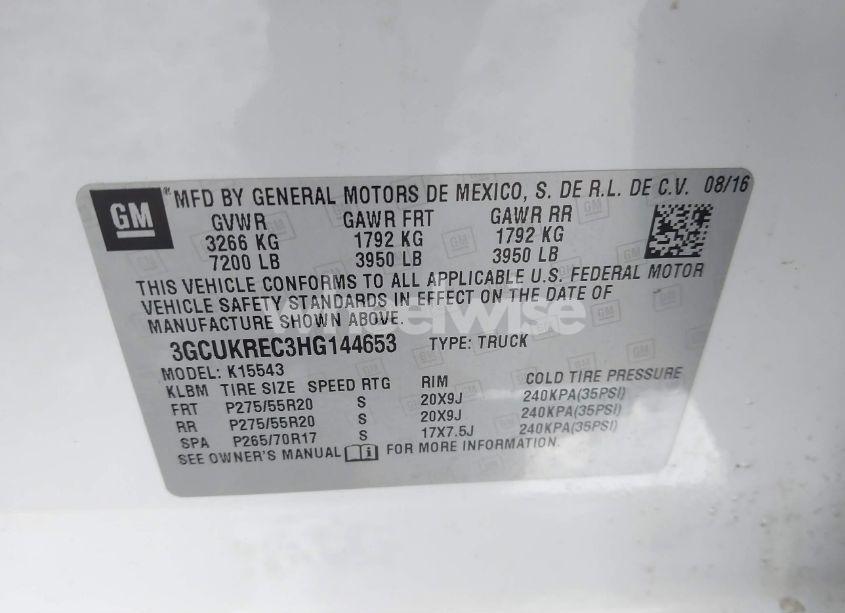 GM
MFD BY GENERAL MOTORS DE MEXICO, S. DE R.L. DE C.V. 08/16
GVWR GAWR FRT GAWR RR
3266 KG 1792 KG 1792 KG
7200 LB 3950 LB 3950 LB
THIS VEHICLE CONFORMS TO ALL APPLICABLE U.S. FEDERAL MOTOR
VEHICLE SAFETY STANDARDS IN EFFECT ON THE DATE OF
MANUFACTURE SHOWN ABOVE.
wheelwise
3GCUKREC3HG144653 TYPE: TRUCK
MODEL: K15543
KLBM TIRE SIZE SPEED RTG RIM COLD TIRE PRESSURE
FRT P275/55R20 S 20X9J 240KPA(35PSI)
RR P275/55R20 S 20X9J 240KPA(35PSI)
SPA P265/70R17 S 17X7.5J 240KPA(35PSI)
SEE OWNER'S MANUAL FOR MORE INFORMATION.